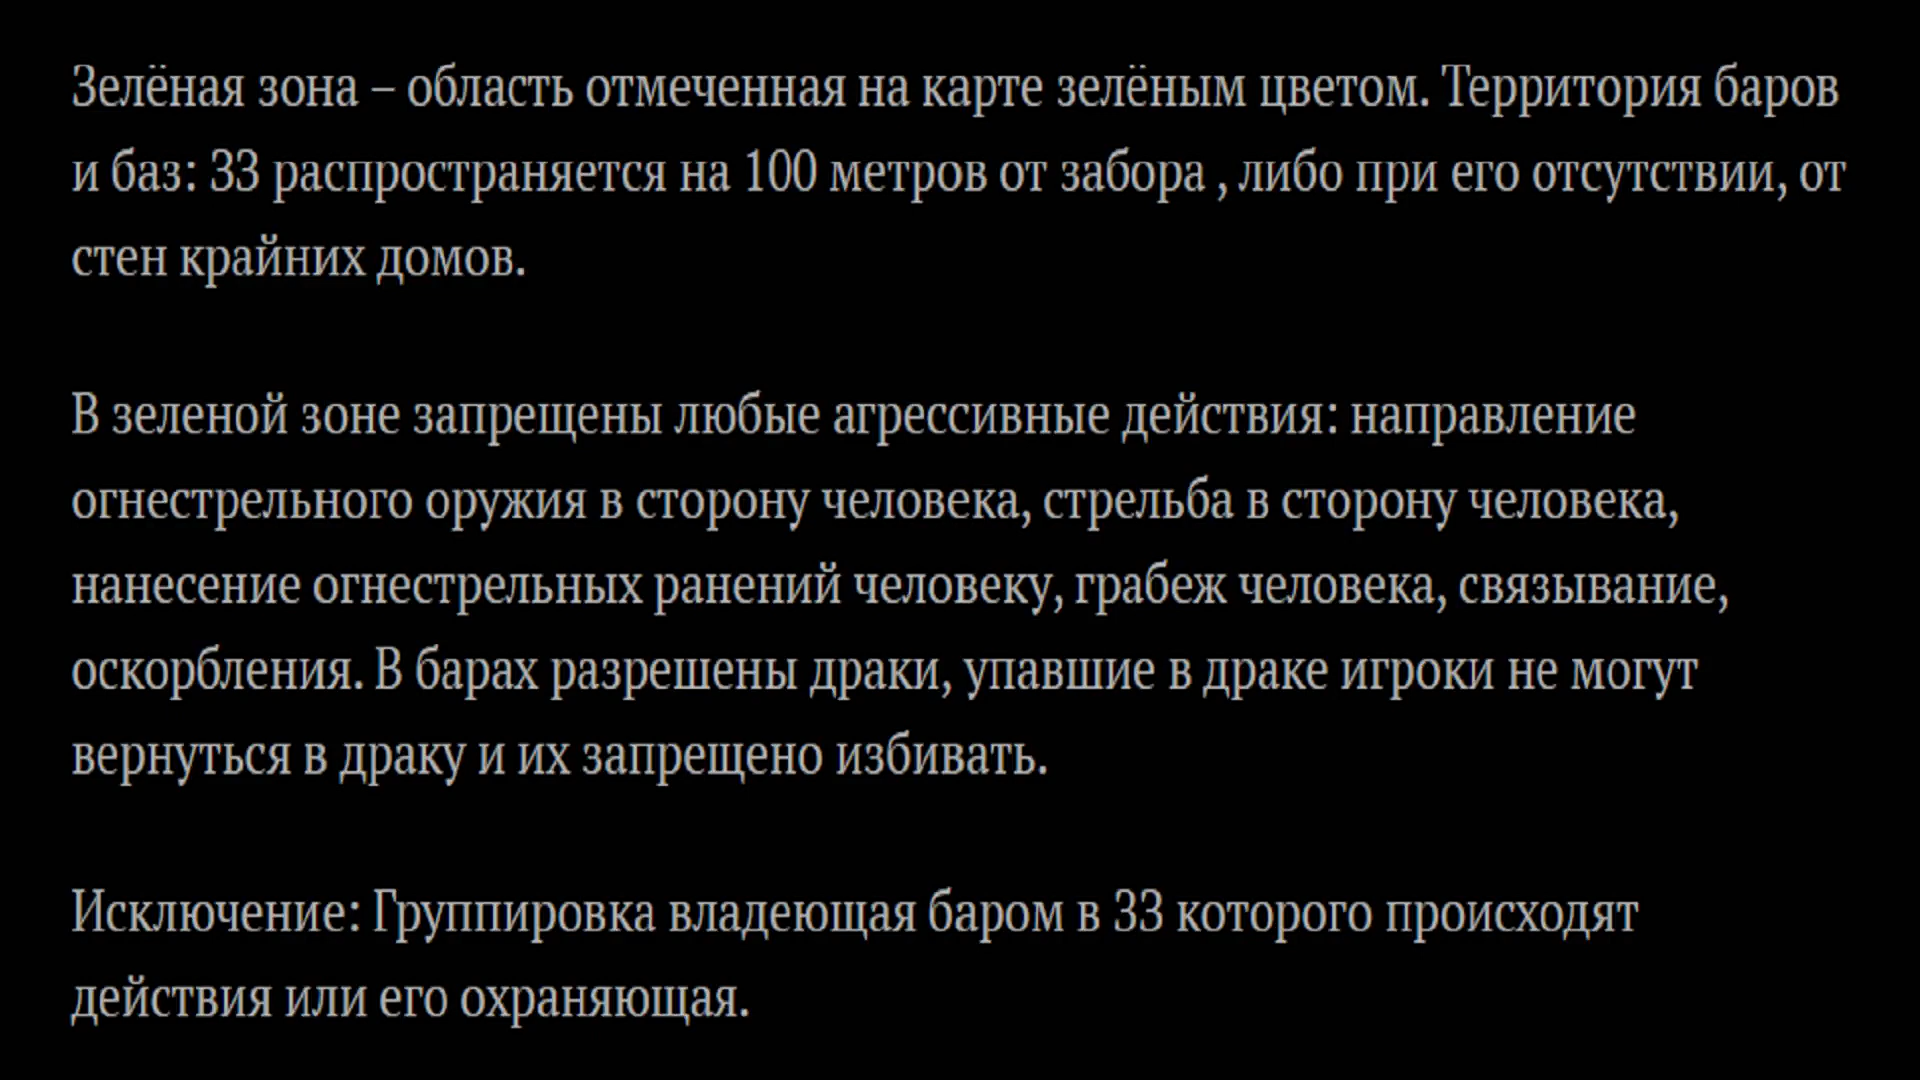 Зелёная зона – область отмеченная на карте зелёным цветом. Территория баров
и баз: ЗЗ распространяется на 100 метров от забора , либо при его отсутствии, от
стен крайних домов.
В зеленой зоне запрещены любые агрессивные действия: направление
огнестрельного оружия в сторону человека, стрельба в сторону человека,
нанесение огнестрельных ранений человеку, грабеж человека, связывание,
оскорбления. В барах разрешены драки, упавшие в драке игроки не могут
вернуться в драку и их запрещено избивать.
Исключение: Группировка владеющая баром в ЗЗ которого происходят
действия или его охраняющая.